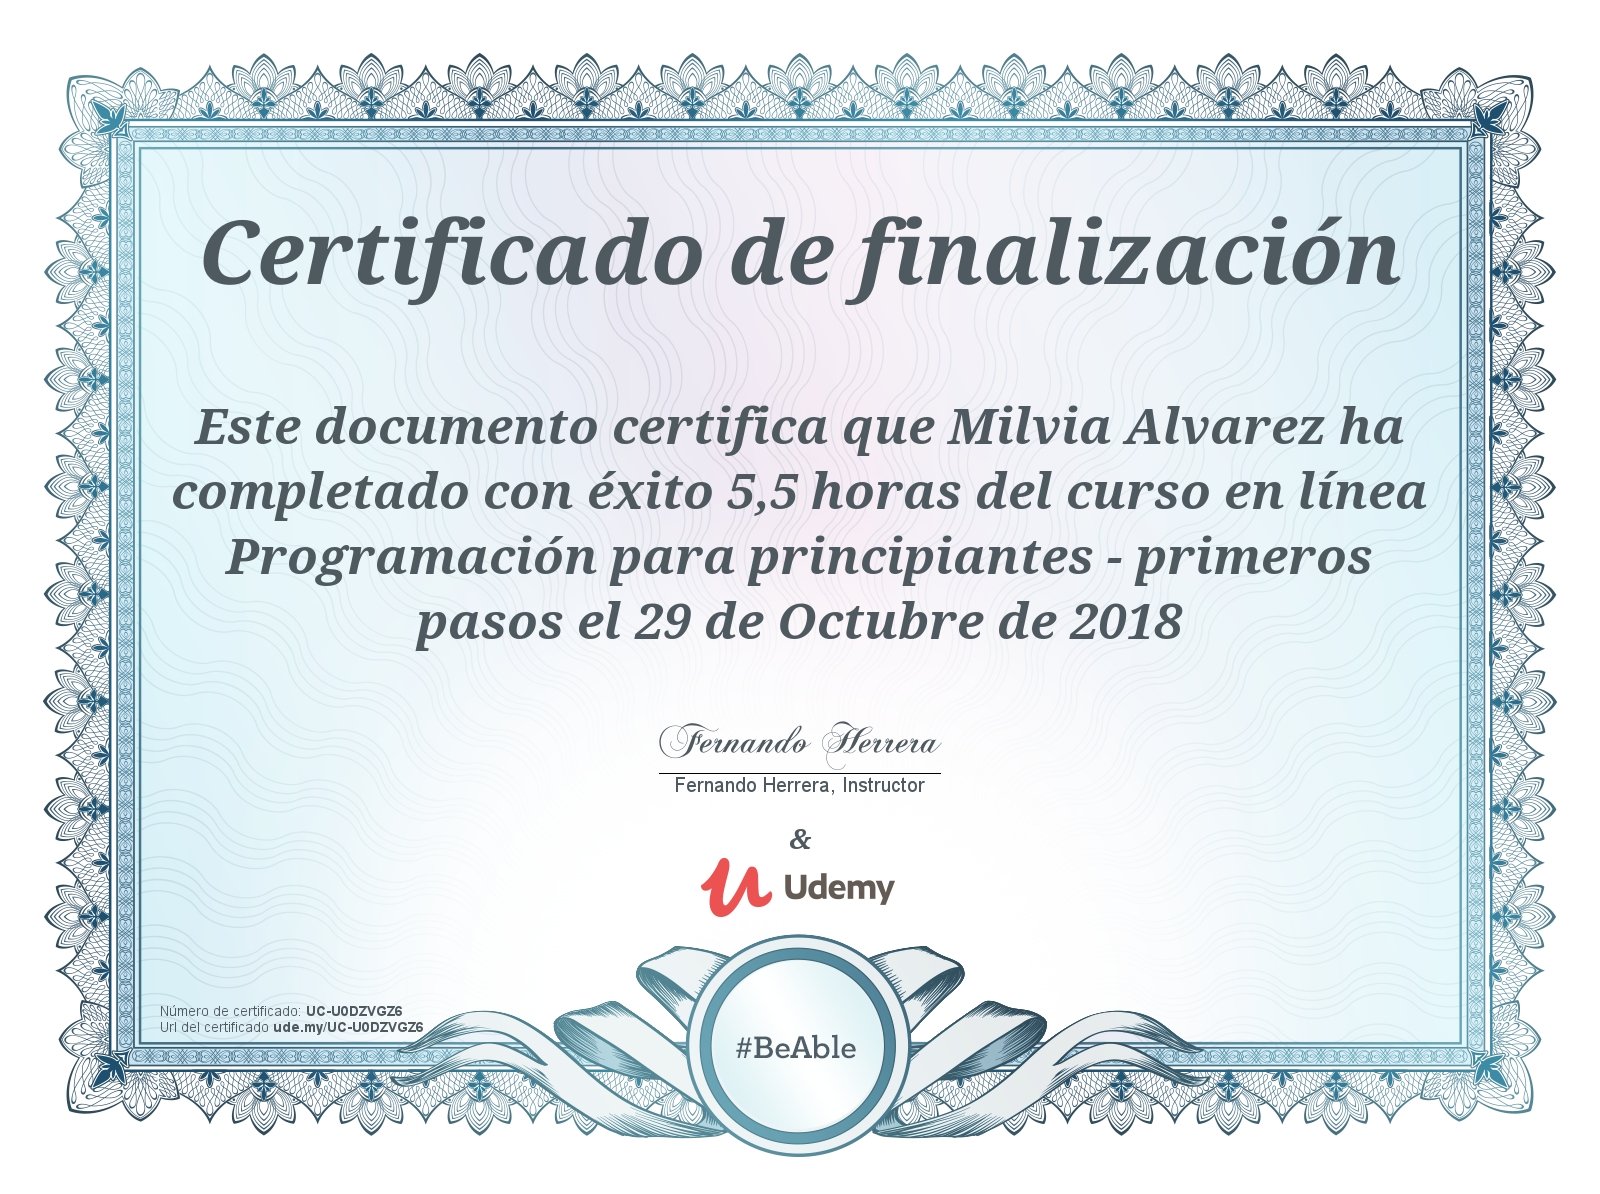 Certificado de finalización
Este documento certifica que Milvia Alvarez ha
completado con éxito 5,5 horas del curso en línea
Programación para principiantes - primeros
pasos el 29 de Octubre de 2018
Fernando Herrera
Fernando Herrera, Instructor
&
Udemy
Número de certificado: UC-U0DZVGZ6
Url del certificado ude.my/UC-U0DZVGZ6
#BeAble